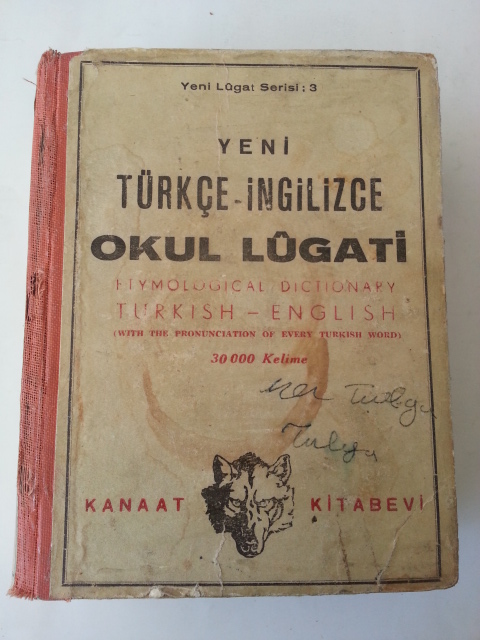 Yeni Lûgat Serisi : 3
YENİ
TÜRKÇE-İNGİLİZCE
OKUL LÛGATİ
ETYMOLOGICAL DICTIONARY
TURKISH – ENGLISH
(WITH THE PRONUNCIATION OF EVERY TURKISH WORD)
30 000 Kelime
KANAAT KİTABEVİ